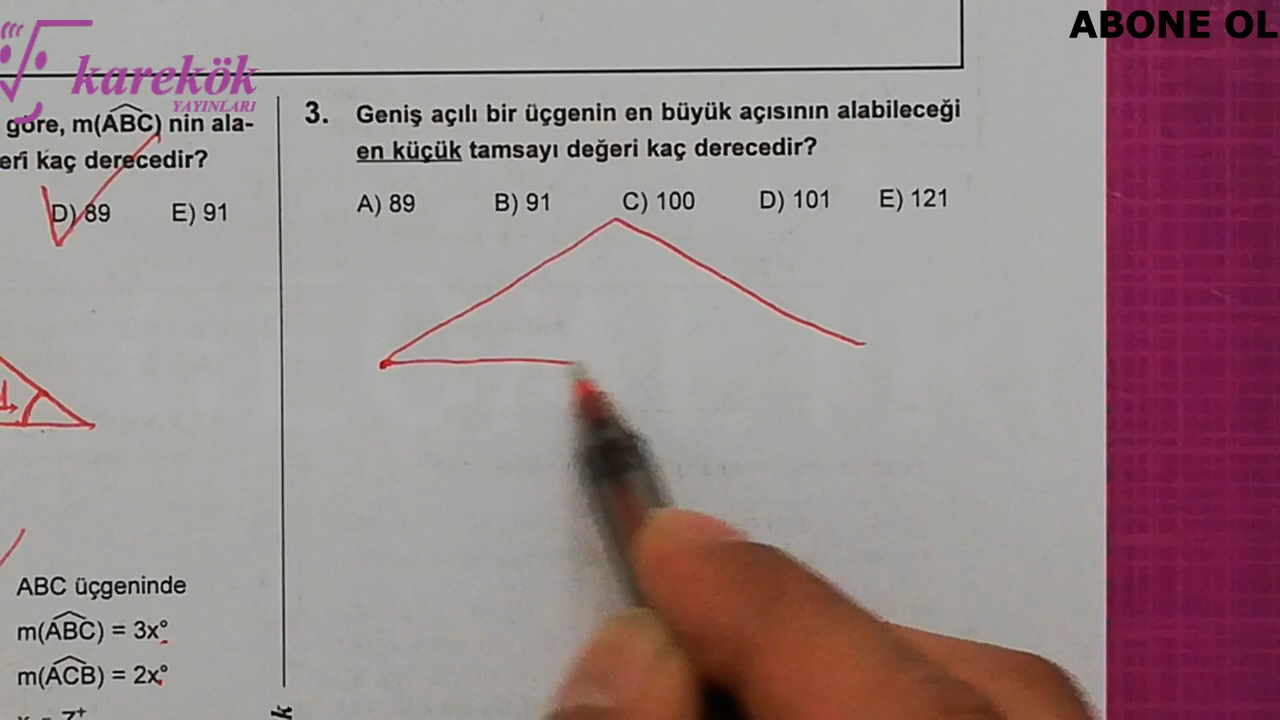 ABONE OL
karekök
YAYINLARI
göre, m(ABC) nin ala-
eri kaç derecedir?
D) 89 E) 91
ABC üçgeninde
m(ABC) = 3x°
m(ACB) = 2x°
3. Geniş açılı bir üçgenin en büyük açısının alabileceği
en küçük tamsayı değeri kaç derecedir?
A) 89 B) 91 C) 100 D) 101 E) 121